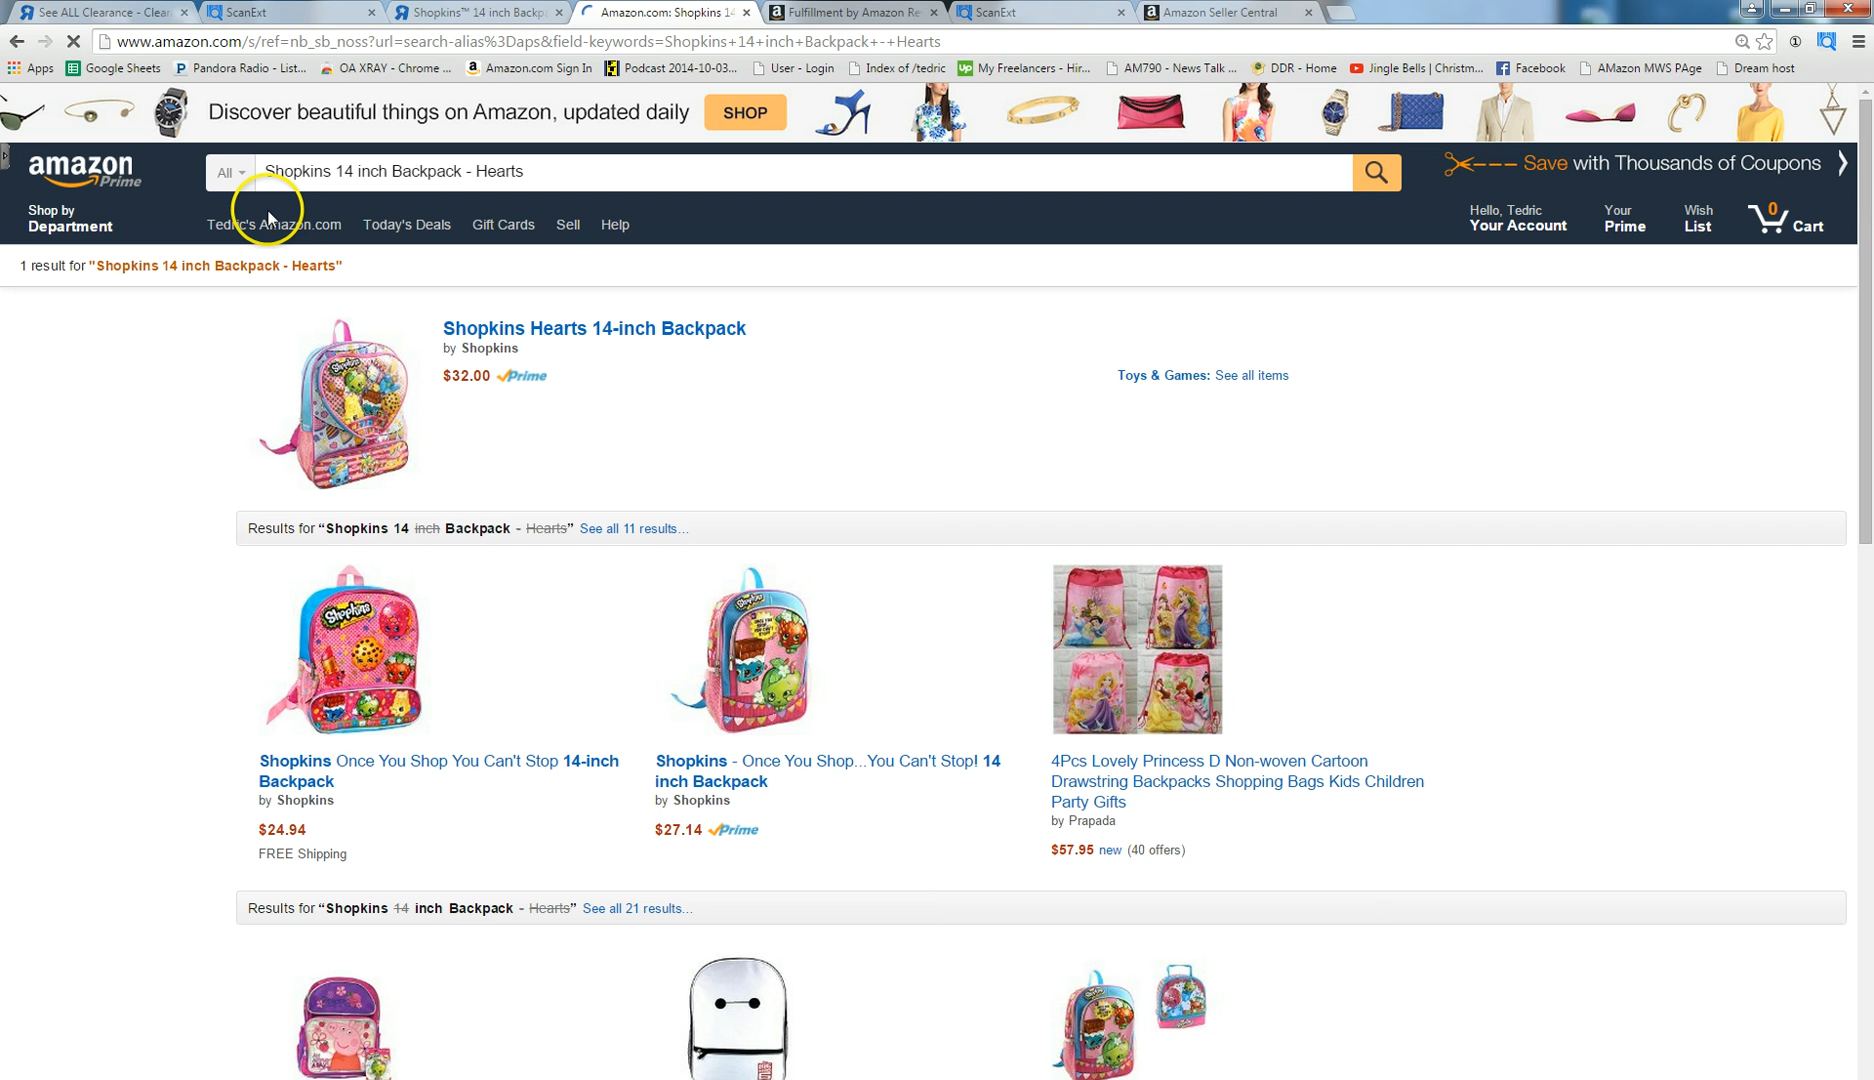 See ALL Clearance - Clear
ScanExt
Shopkins™ 14 inch Backp
Amazon.com: Shopkins 14
Fulfillment by Amazon Re
ScanExt
Amazon Seller Central
www.amazon.com/s/ref=nb_sb_noss?url=search-alias%3Daps&field-keywords=Shopkins+14+inch+Backpack+-+Hearts
Apps
Google Sheets
Pandora Radio - List...
OA XRAY - Chrome ...
Amazon.com Sign In
Podcast 2014-10-03...
User - Login
Index of /tedric
My Freelancers - Hir...
AM790 - News Talk ...
DDR - Home
Jingle Bells | Christm...
Facebook
AMazon MWS PAge
Dream host
Discover beautiful things on Amazon, updated daily
SHOP
amazon
Prime
All
Shopkins 14 inch Backpack - Hearts
Save with Thousands of Coupons
Shop by
Department
Tedric's Amazon.com
Today's Deals
Gift Cards
Sell
Help
Hello, Tedric
Your Account
Your
Prime
Wish
List
0
Cart
1 result for "Shopkins 14 inch Backpack - Hearts"
Shopkins Hearts 14-inch Backpack
by Shopkins
$32.00 Prime
Toys & Games: See all items
Results for “Shopkins 14 inch Backpack - Hearts” See all 11 results...
Shopkins Once You Shop You Can't Stop 14-inch
Backpack
by Shopkins
$24.94
FREE Shipping
Shopkins - Once You Shop...You Can't Stop! 14
inch Backpack
by Shopkins
$27.14 Prime
4Pcs Lovely Princess D Non-woven Cartoon
Drawstring Backpacks Shopping Bags Kids Children
Party Gifts
by Prapada
$57.95 new (40 offers)
Results for “Shopkins 14 inch Backpack - Hearts” See all 21 results...